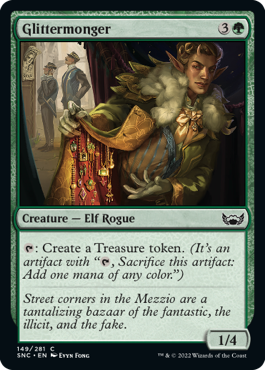 Glittermonger 3
Creature — Elf Rogue
: Create a Treasure token. (It's an
artifact with “, Sacrifice this artifact:
Add one mana of any color.”)
Street corners in the Mezzio are a
tantalizing bazaar of the fantastic, the
illicit, and the fake.
1/4
149/281 C
SNC • EN Evyn Fong
™ & © 2022 Wizards of the Coast